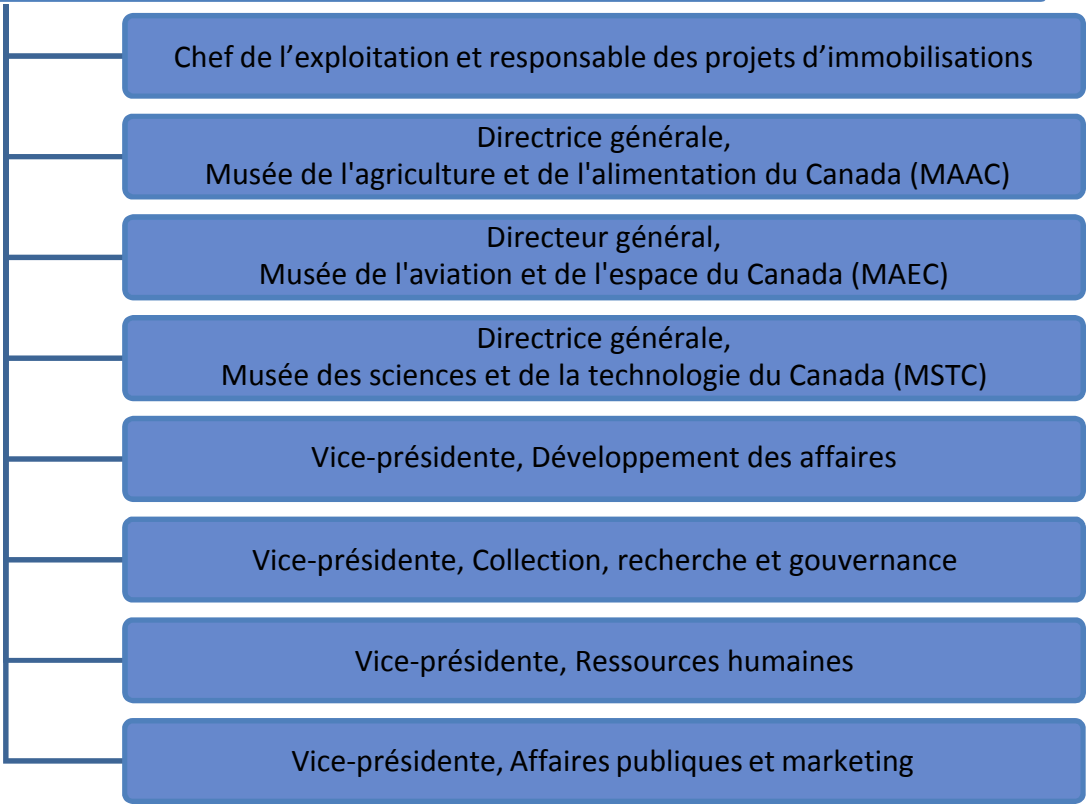 Chef de l’exploitation et responsable des projets d’immobilisations
Directrice générale,
Musée de l'agriculture et de l'alimentation du Canada (MAAC)
Directeur général,
Musée de l'aviation et de l'espace du Canada (MAEC)
Directrice générale,
Musée des sciences et de la technologie du Canada (MSTC)
Vice-présidente, Développement des affaires
Vice-présidente, Collection, recherche et gouvernance
Vice-présidente, Ressources humaines
Vice-présidente, Affaires publiques et marketing